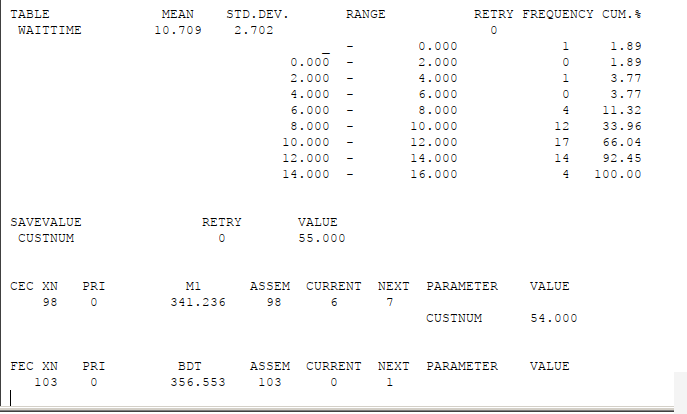 TABLE MEAN STD.DEV. RANGE RETRY FREQUENCY CUM.%
WAITTIME 10.709 2.702 0
_ - 0.000 1 1.89
0.000 - 2.000 0 1.89
2.000 - 4.000 1 3.77
4.000 - 6.000 0 3.77
6.000 - 8.000 4 11.32
8.000 - 10.000 12 33.96
10.000 - 12.000 17 66.04
12.000 - 14.000 14 92.45
14.000 - 16.000 4 100.00
SAVEVALUE RETRY VALUE
CUSTNUM 0 55.000
CEC XN PRI M1 ASSEM CURRENT NEXT PARAMETER VALUE
98 0 341.236 98 6 7
CUSTNUM 54.000
FEC XN PRI BDT ASSEM CURRENT NEXT PARAMETER VALUE
103 0 356.553 103 0 1